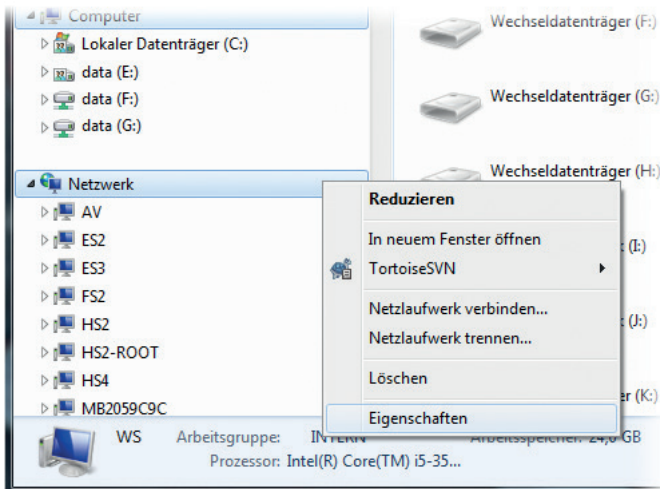 Computer
Lokaler Datenträger (C:)
data (E:)
data (F:)
data (G:)
Netzwerk
AV
ES2
ES3
FS2
HS2
HS2-ROOT
HS4
MB2059C9C
Wechseldatenträger (F:)
Wechseldatenträger (G:)
Wechseldatenträger (H:)
(I:)
(J:)
er (K:)
Reduzieren
In neuem Fenster öffnen
TortoiseSVN
Netzlaufwerk verbinden...
Netzlaufwerk trennen...
Löschen
Eigenschaften
WS Arbeitsgruppe: INTERN Arbeitsspeicher: 24,0 GB
Prozessor: Intel(R) Core(TM) i5-35...